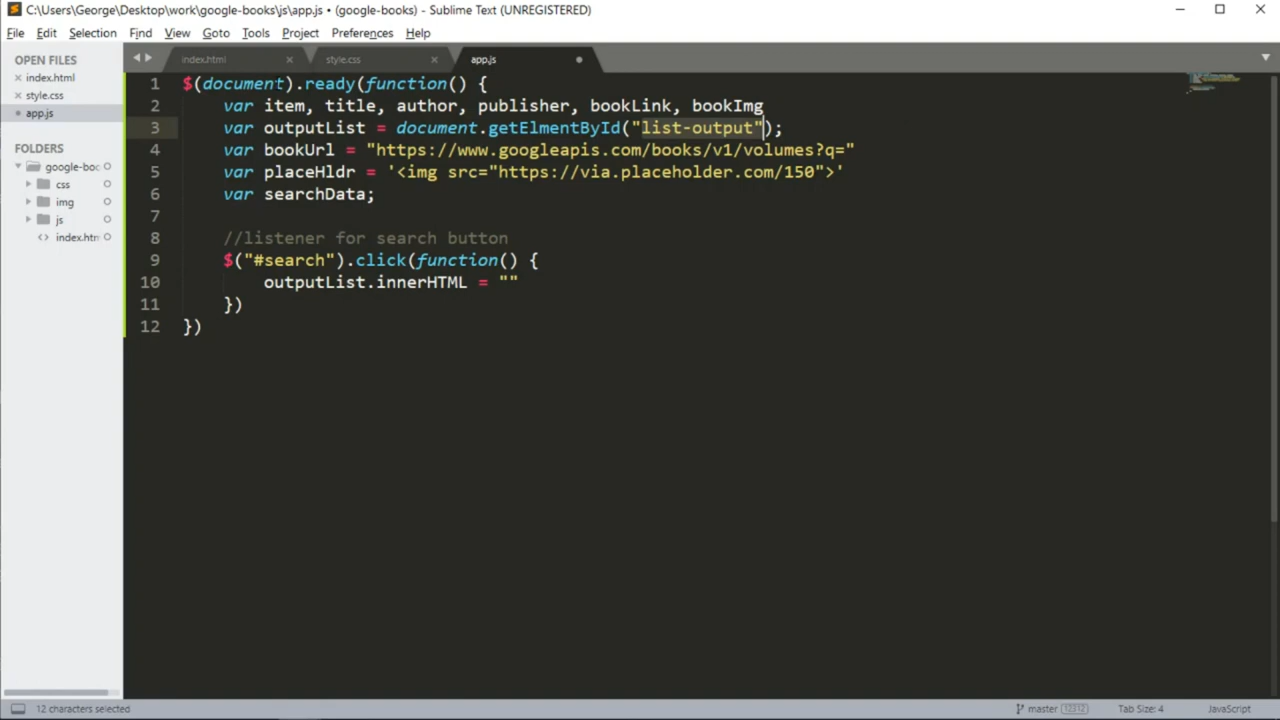 C:\Users\George\Desktop\work\google-books\js\app.js • (google-books) - Sublime Text (UNREGISTERED)
File Edit Selection View Goto Tools Project Preferences Help
OPEN FILES
index.html
style.css
app.js
FOLDERS
google-boo
css
img
js
index.htm
index.html
style.css
app.js
1 $(document).ready(function() {
2 var item, title, author, publisher, bookLink, bookImg
3 var outputList = document.getElmentById("list-output");
4 var bookUrl = "https://www.googleapis.com/books/v1/volumes?q="
5 var placeHldr = '<img src="https://via.placeholder.com/150">'
6 var searchData;
7
8 //listener for search button
9 $("#search").click(function() {
10 outputList.innerHTML = ""
11 })
12 })
12 characters selected
master 12312 Tab Size: 4 JavaScript